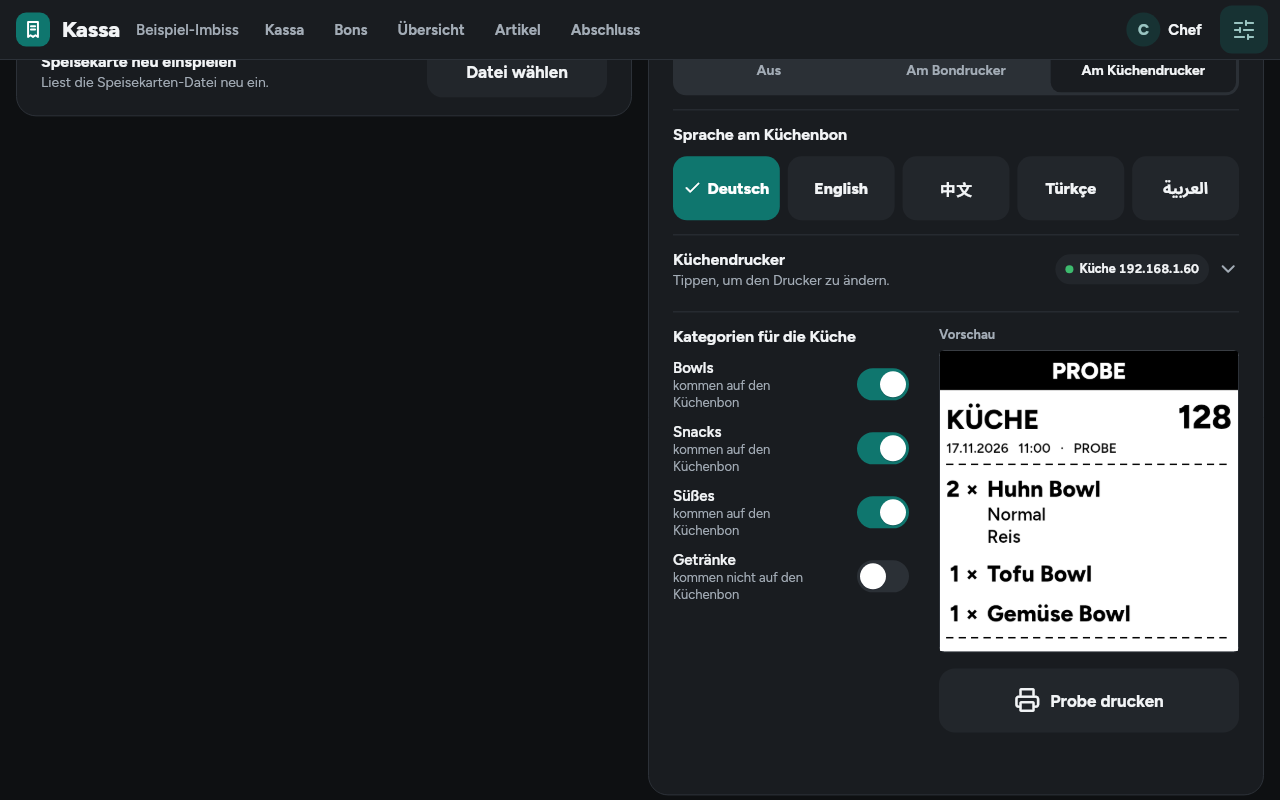 Kassa
Beispiel-Imbiss
Kassa
Bons
Übersicht
Artikel
Abschluss
C
Chef
Speisekarte neu einspielen
Liest die Speisekarten-Datei neu ein.
Datei wählen
Aus
Am Bondrucker
Am Küchendrucker
Sprache am Küchenbon
Deutsch
English
中文
Türkçe
العربية
Küchendrucker
Tippen, um den Drucker zu ändern.
Küche 192.168.1.60
Kategorien für die Küche
Bowls
kommen auf den
Küchenbon
Snacks
kommen auf den
Küchenbon
Süßes
kommen auf den
Küchenbon
Getränke
kommen nicht auf den
Küchenbon
Vorschau
PROBE
KÜCHE 128
17.11.2026 11:00 · PROBE
2 × Huhn Bowl
Normal
Reis
1 × Tofu Bowl
1 × Gemüse Bowl
Probe drucken